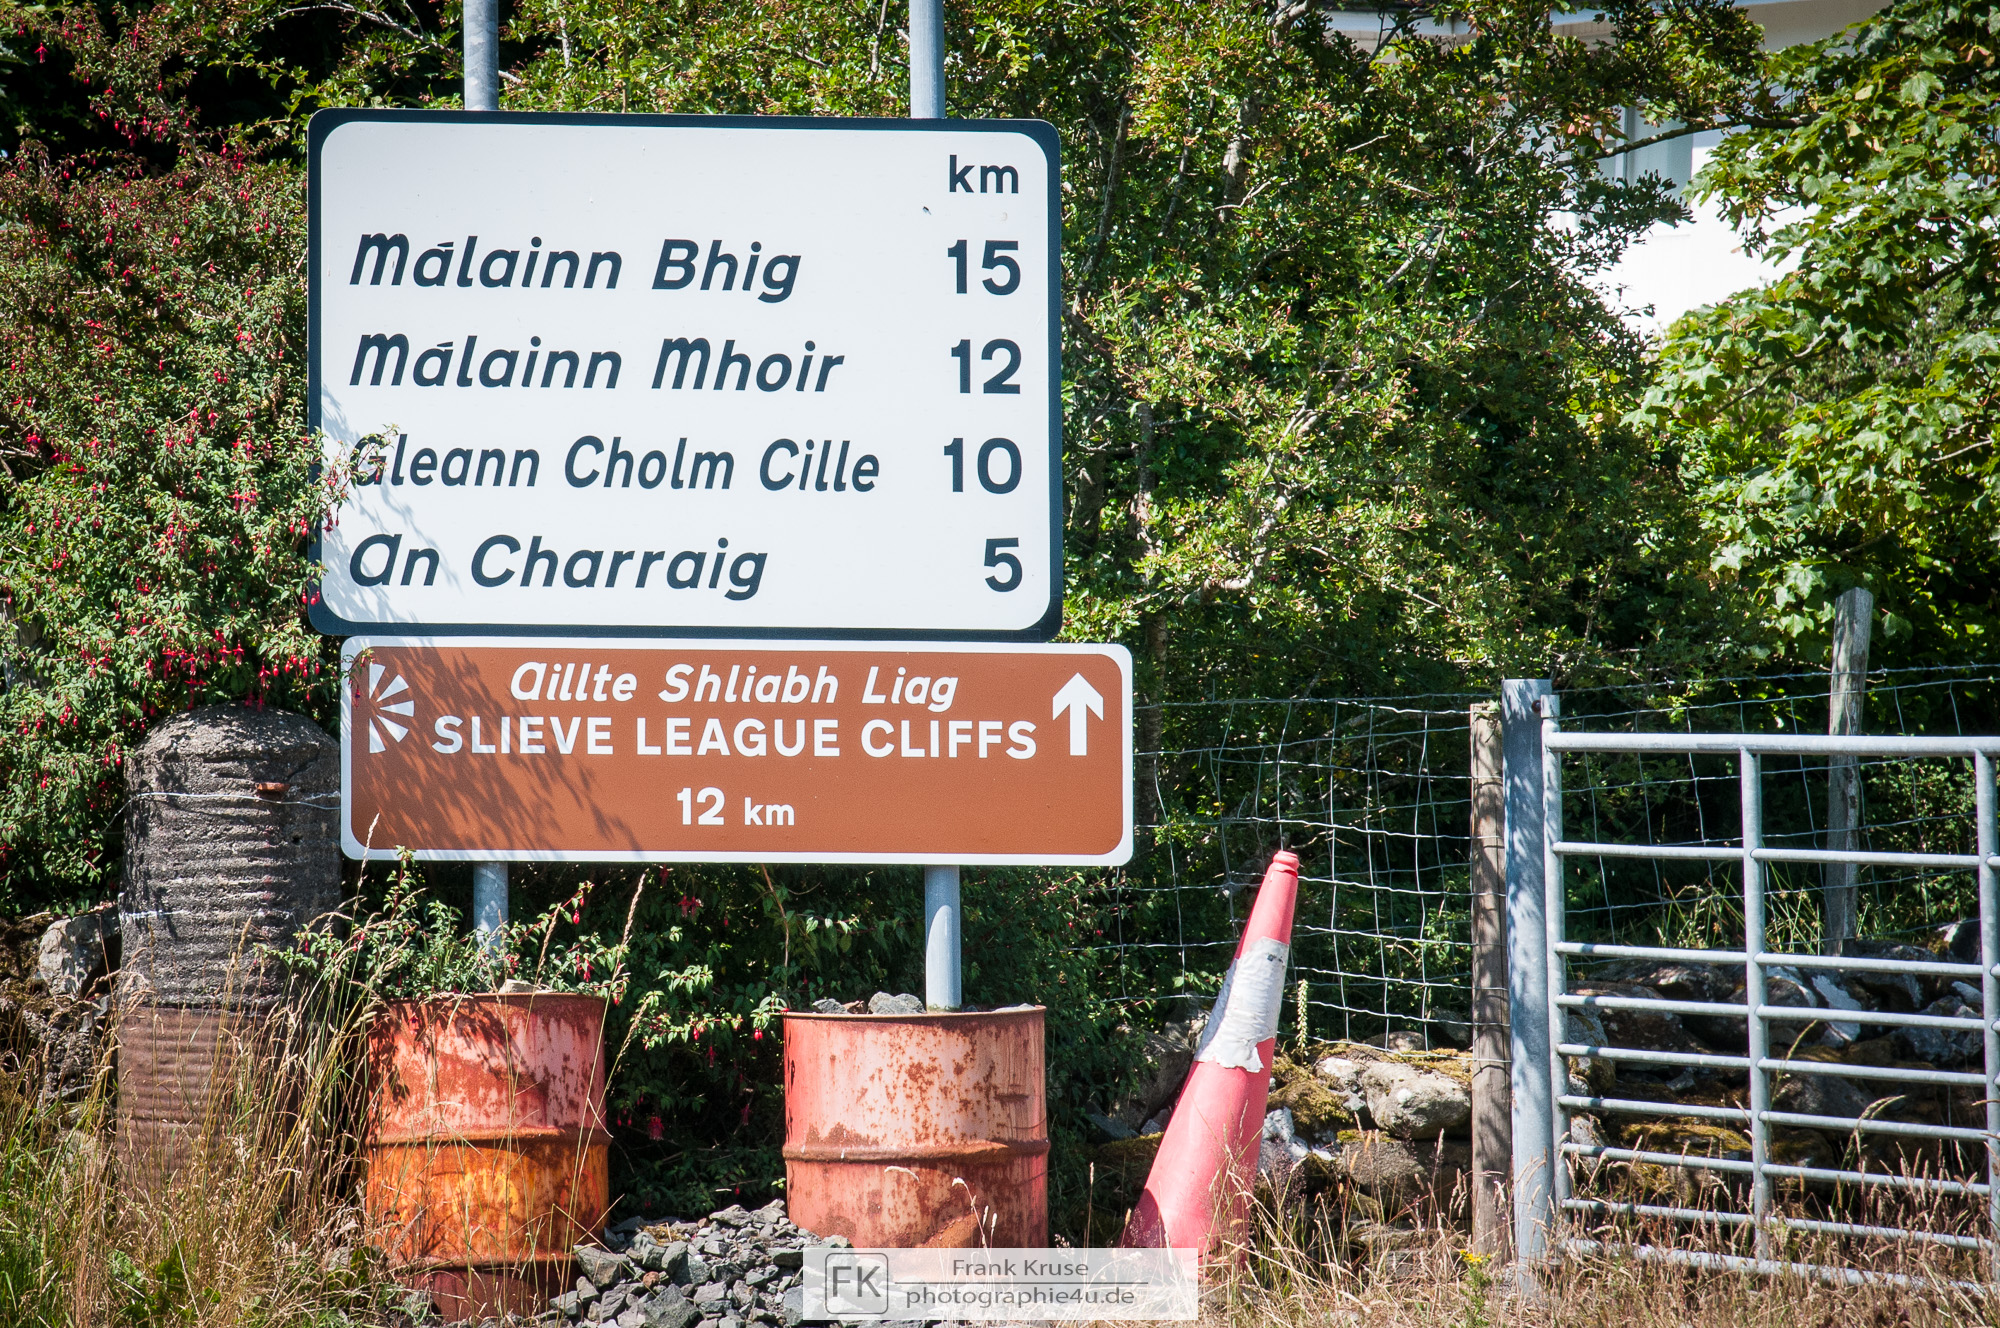 km
Málainn Bhig 15
Málainn Mhoir 12
Gleann Cholm Cille 10
An Charraig 5
Aillte Shliabh Liag
SLIEVE LEAGUE CLIFFS
12 km
FK
Frank Kruse
photographie4u.de